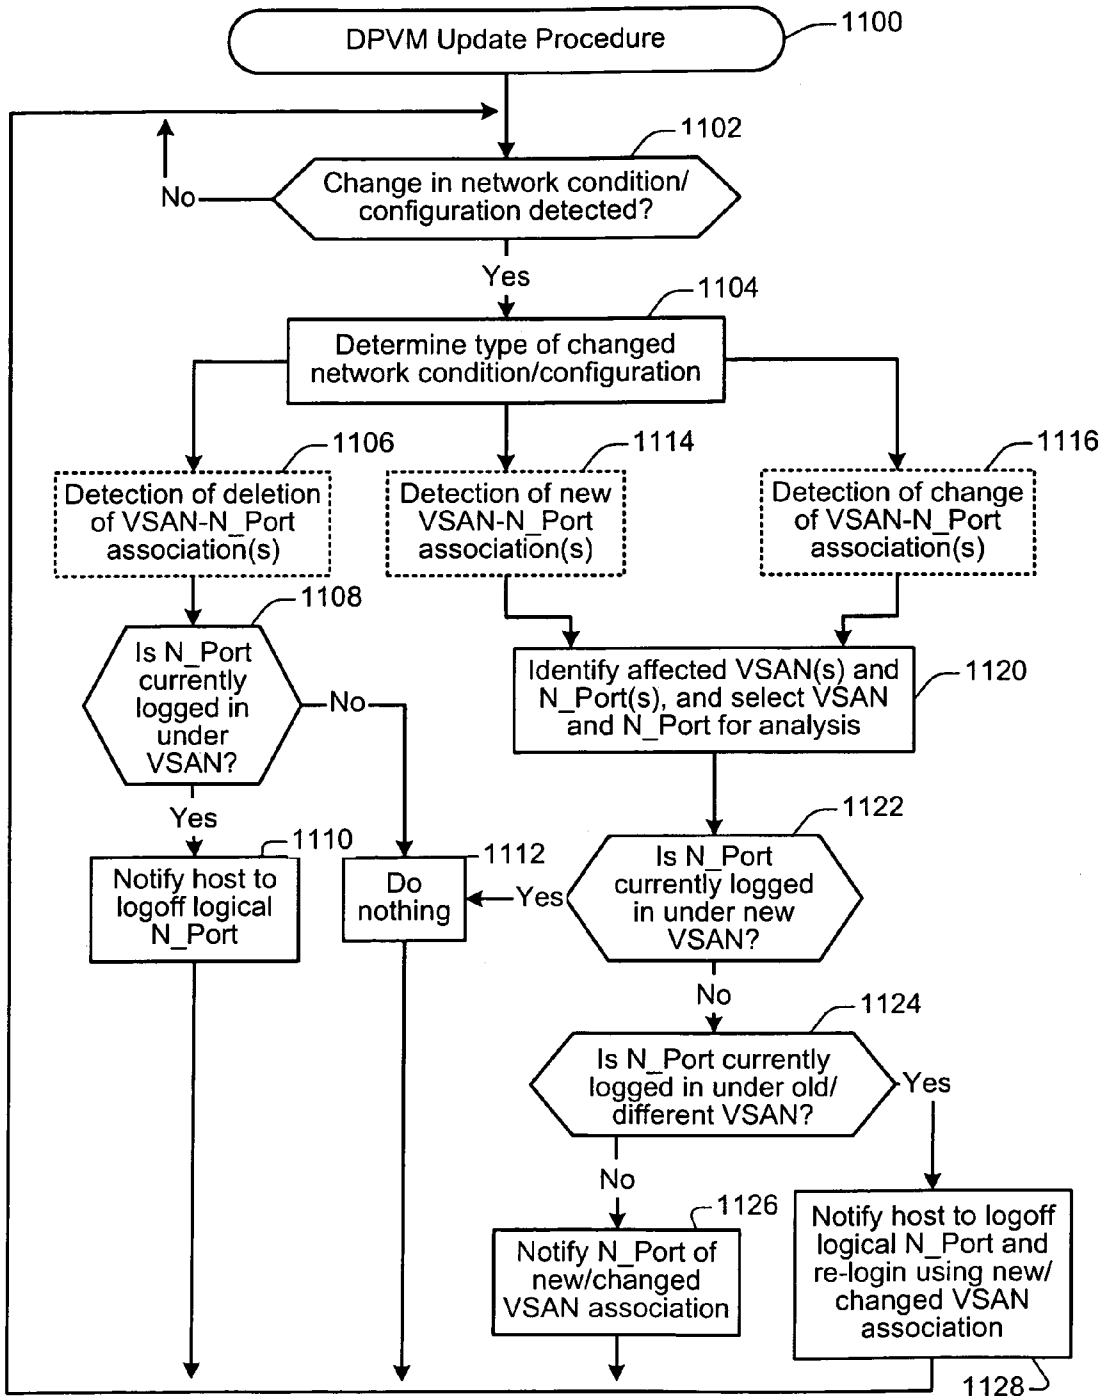 DPVM Update Procedure
1100
1102
Change in network condition/
configuration detected?
No
Yes
1104
Determine type of changed
network condition/configuration
1106
Detection of deletion
of VSAN-N_Port
association(s)
1114
Detection of new
VSAN-N_Port
association(s)
1116
Detection of change
of VSAN-N_Port
association(s)
1108
Is N_Port
currently
logged in
under
VSAN?
No
Yes
1120
Identify affected VSAN(s) and
N_Port(s), and select VSAN
and N_Port for analysis
1110
Notify host to
logoff logical
N_Port
1112
Do
nothing
1122
Is N_Port
currently logged
in under new
VSAN?
Yes
No
1124
Is N_Port currently
logged in under old/
different VSAN?
Yes
No
1126
Notify N_Port of
new/changed
VSAN association
Notify host to logoff
logical N_Port and
re-login using new/
changed VSAN
association
1128